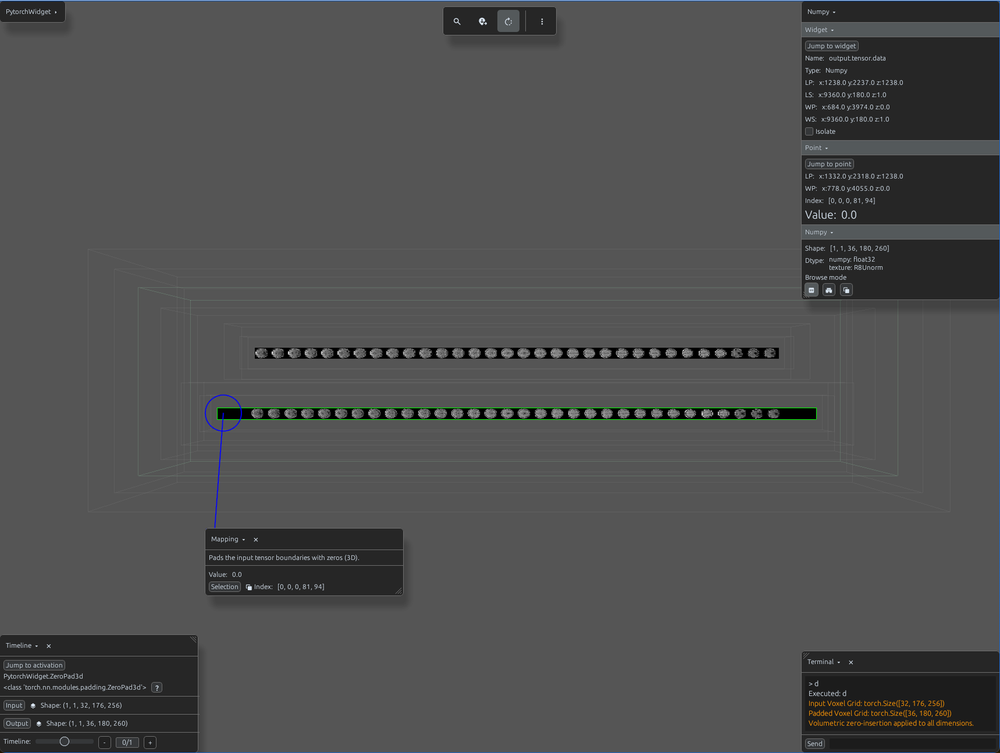 PytorchWidget
Numpy
Widget
Jump to widget
Name: output.tensor.data
Type: Numpy
LP: x:1238.0 y:2237.0 z:1238.0
LS: x:9360.0 y:180.0 z:1.0
WP: x:684.0 y:3974.0 z:0.0
WS: x:9360.0 y:180.0 z:1.0
Isolate
Point
Jump to point
LP: x:1332.0 y:2318.0 z:1238.0
WP: x:778.0 y:4055.0 z:0.0
Index: [0, 0, 0, 81, 94]
Value: 0.0
Numpy
Shape: [1, 1, 36, 180, 260]
Dtype: numpy: float32
texture: R8Unorm
Browse mode
Mapping
Pads the input tensor boundaries with zeros (3D).
Value: 0.0
Selection Index: [0, 0, 0, 81, 94]
Timeline
Jump to activation
PytorchWidget.ZeroPad3d
<class 'torch.nn.modules.padding.ZeroPad3d'> ?
Input Shape: (1, 1, 32, 176, 256)
Output Shape: (1, 1, 36, 180, 260)
Timeline: - 0/1 +
Terminal
> d
Executed: d
Input Voxel Grid: torch.Size([32, 176, 256])
Padded Voxel Grid: torch.Size([36, 180, 260])
Volumetric zero-insertion applied to all dimensions.
Send